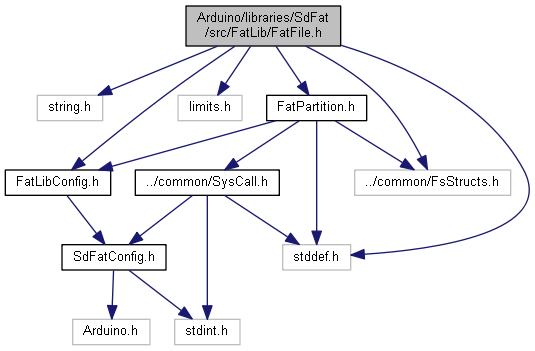 Arduino/libraries/SdFat
/src/FatLib/FatFile.h
string.h
limits.h
FatPartition.h
FatLibConfig.h
../common/SysCall.h
../common/FsStructs.h
SdFatConfig.h
stddef.h
Arduino.h
stdint.h